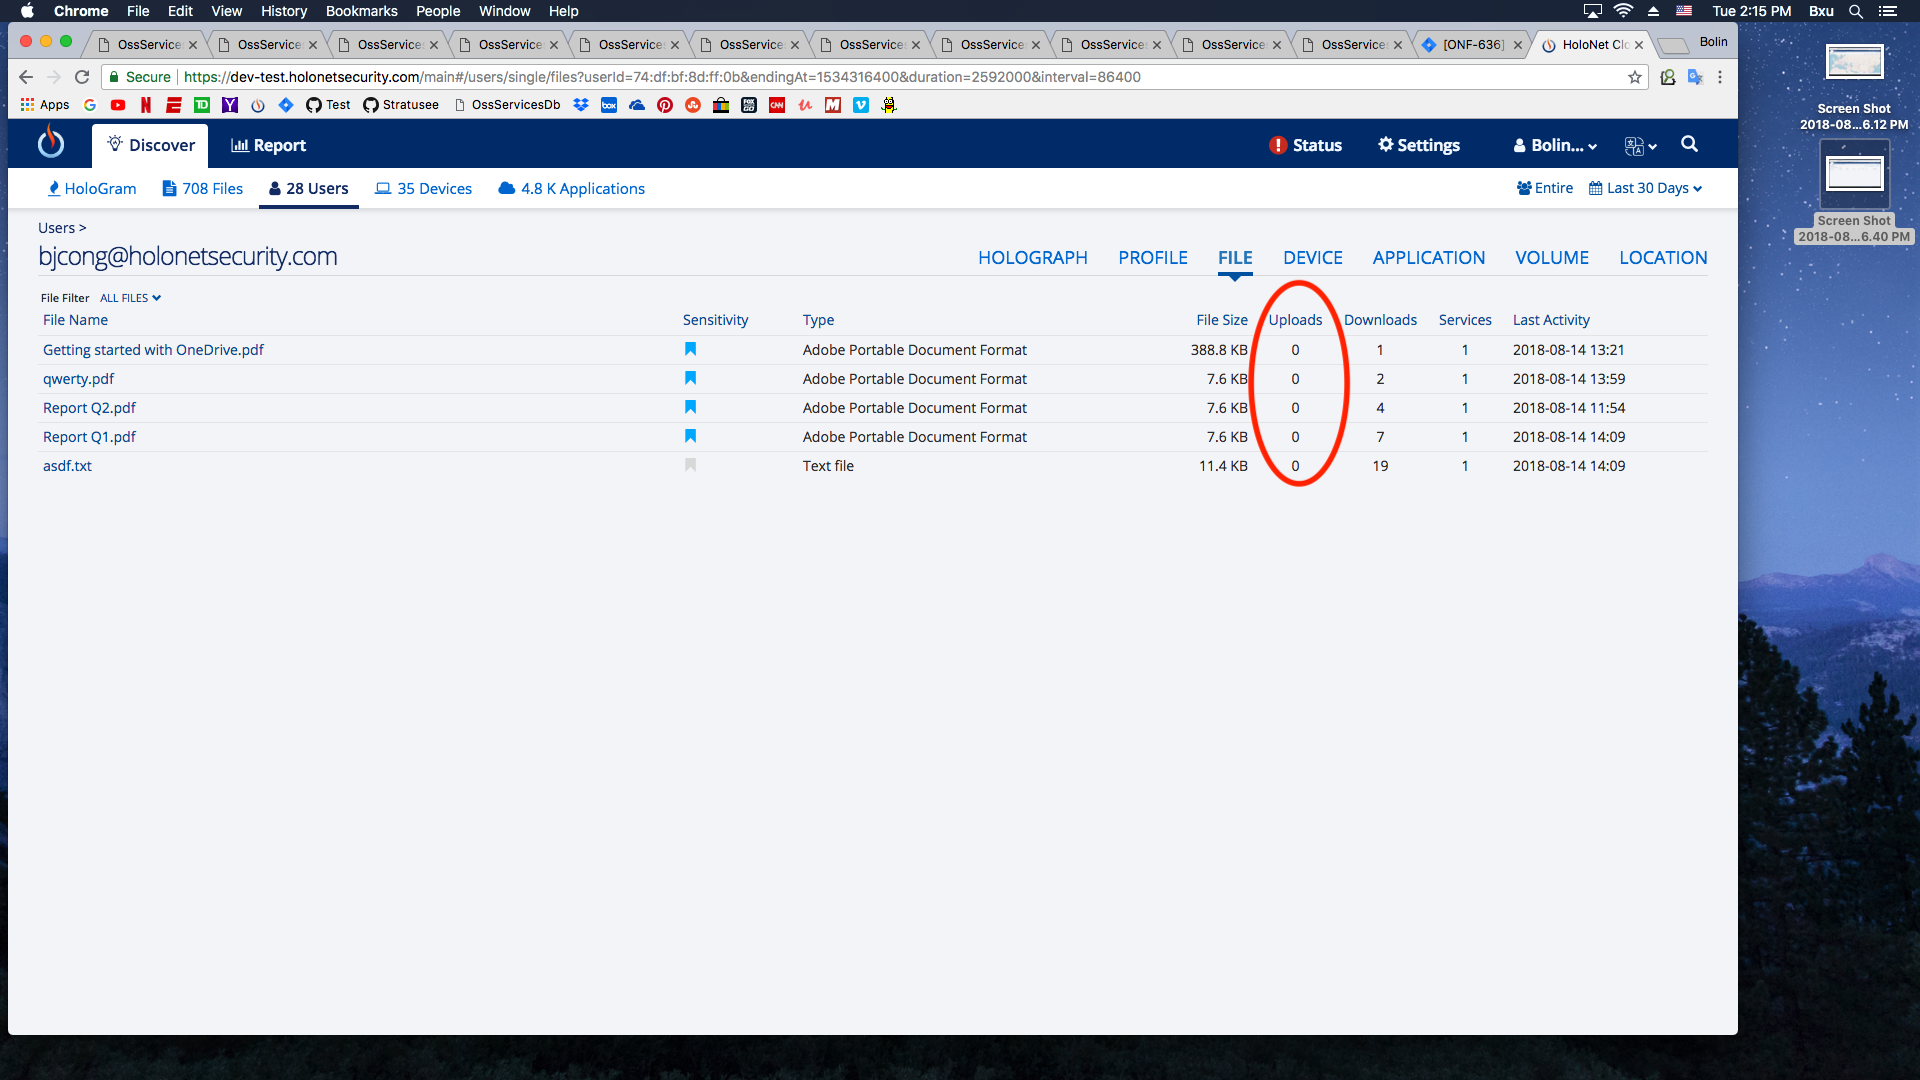 Chrome File Edit View History Bookmarks People Window Help Tue 2:15 PM Bxu
OssService: OssService: OssService: OssService: OssService: OssService: OssService: OssService: OssService: OssService: OssService: [ONF-636] HoloNet Clo Bolin
Secure https://dev-test.holonetsecurity.com/main#/users/single/files?userId=74:df:bf:8d:ff:0b&endingAt=1534316400&duration=2592000&interval=86400
Apps Test Stratusee OssServicesDb
Screen Shot
2018-08...6.12 PM
Discover Report Status Settings Bolin...
HoloGram 708 Files 28 Users 35 Devices 4.8 K Applications Entire Last 30 Days
Screen Shot
2018-08...6.40 PM
Users >
bjcong@holonetsecurity.com HOLOGRAPH PROFILE FILE DEVICE APPLICATION VOLUME LOCATION
File Filter ALL FILES
File Name Sensitivity Type File Size Uploads Downloads Services Last Activity
Getting started with OneDrive.pdf Adobe Portable Document Format 388.8 KB 0 1 1 2018-08-14 13:21
qwerty.pdf Adobe Portable Document Format 7.6 KB 0 2 1 2018-08-14 13:59
Report Q2.pdf Adobe Portable Document Format 7.6 KB 0 4 1 2018-08-14 11:54
Report Q1.pdf Adobe Portable Document Format 7.6 KB 0 7 1 2018-08-14 14:09
asdf.txt Text file 11.4 KB 0 19 1 2018-08-14 14:09